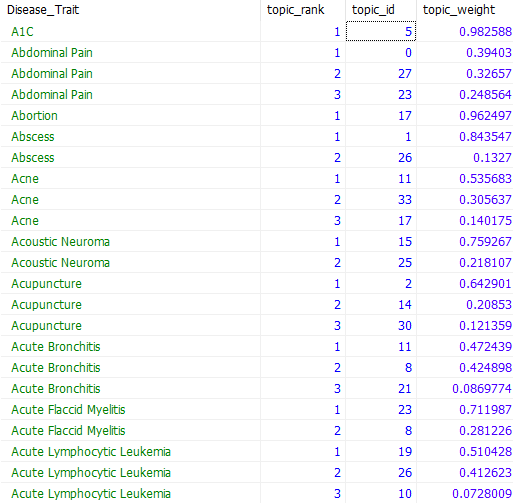 Disease_Trait topic_rank topic_id topic_weight
A1C 1 5 0.982588
Abdominal Pain 1 0 0.39403
Abdominal Pain 2 27 0.32657
Abdominal Pain 3 23 0.248564
Abortion 1 17 0.962497
Abscess 1 1 0.843547
Abscess 2 26 0.1327
Acne 1 11 0.535683
Acne 2 33 0.305637
Acne 3 17 0.140175
Acoustic Neuroma 1 15 0.759267
Acoustic Neuroma 2 25 0.218107
Acupuncture 1 2 0.642901
Acupuncture 2 14 0.20853
Acupuncture 3 30 0.121359
Acute Bronchitis 1 11 0.472439
Acute Bronchitis 2 8 0.424898
Acute Bronchitis 3 21 0.0869774
Acute Flaccid Myelitis 1 23 0.711987
Acute Flaccid Myelitis 2 8 0.281226
Acute Lymphocytic Leukemia 1 19 0.510428
Acute Lymphocytic Leukemia 2 26 0.412623
Acute Lymphocytic Leukemia 3 10 0.0728009